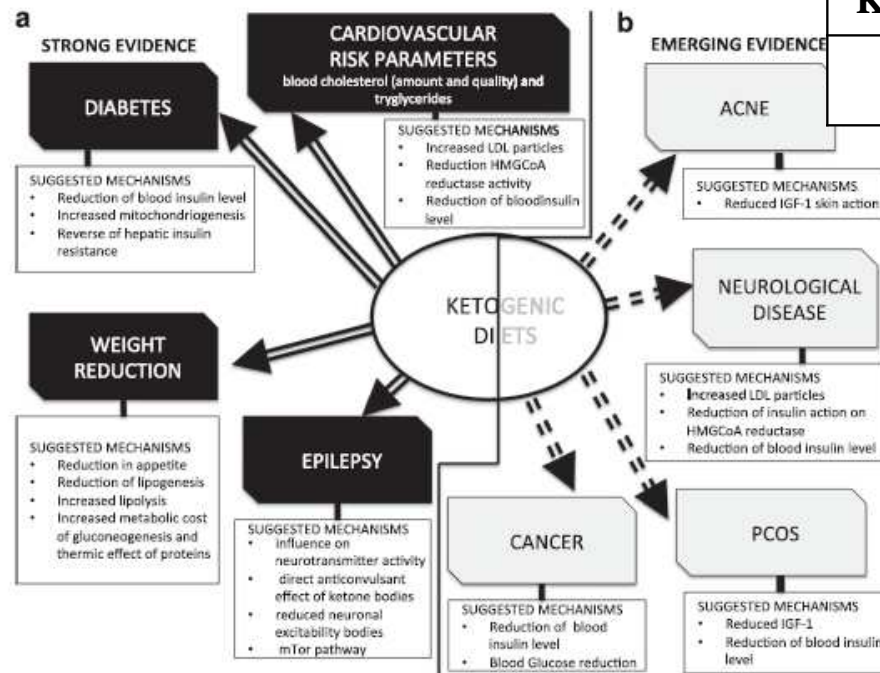 a
STRONG EVIDENCE
DIABETES
SUGGESTED MECHANISMS
• Reduction of blood insulin level
• Increased mitochondriogenesis
• Reverse of hepatic insulin
resistance
CARDIOVASCULAR
RISK PARAMETERS
blood cholesterol (amount and quality) and
tryglycerides
SUGGESTED MECHANISMS
• Increased LDL particles
• Reduction HMGCoA
reductase activity
• Reduction of bloodinsulin
level
WEIGHT
REDUCTION
SUGGESTED MECHANISMS
• Reduction in appetite
• Reduction of lipogenesis
• Increased lipolysis
• Increased metabolic cost
of gluconeogenesis and
thermic effect of proteins
EPILEPSY
SUGGESTED MECHANISMS
• influence on
neurotransmitter activity
• direct anticonvulsant
effect of ketone bodies
• reduced neuronal
excitability bodies
• mTor pathway
KETOGENIC
DIETS
b
EMERGING EVIDENCE
ACNE
SUGGESTED MECHANISMS
• Reduced IGF-1 skin action
NEUROLOGICAL
DISEASE
SUGGESTED MECHANISMS
• Increased LDL particles
• Reduction of insulin action on
HMGCoA reductase
• Reduction of blood insulin level
CANCER
SUGGESTED MECHANISMS
• Reduction of blood
insulin level
• Blood Glucose reduction
PCOS
SUGGESTED MECHANISMS
• Reduced IGF-1
• Reduction of blood insulin
level